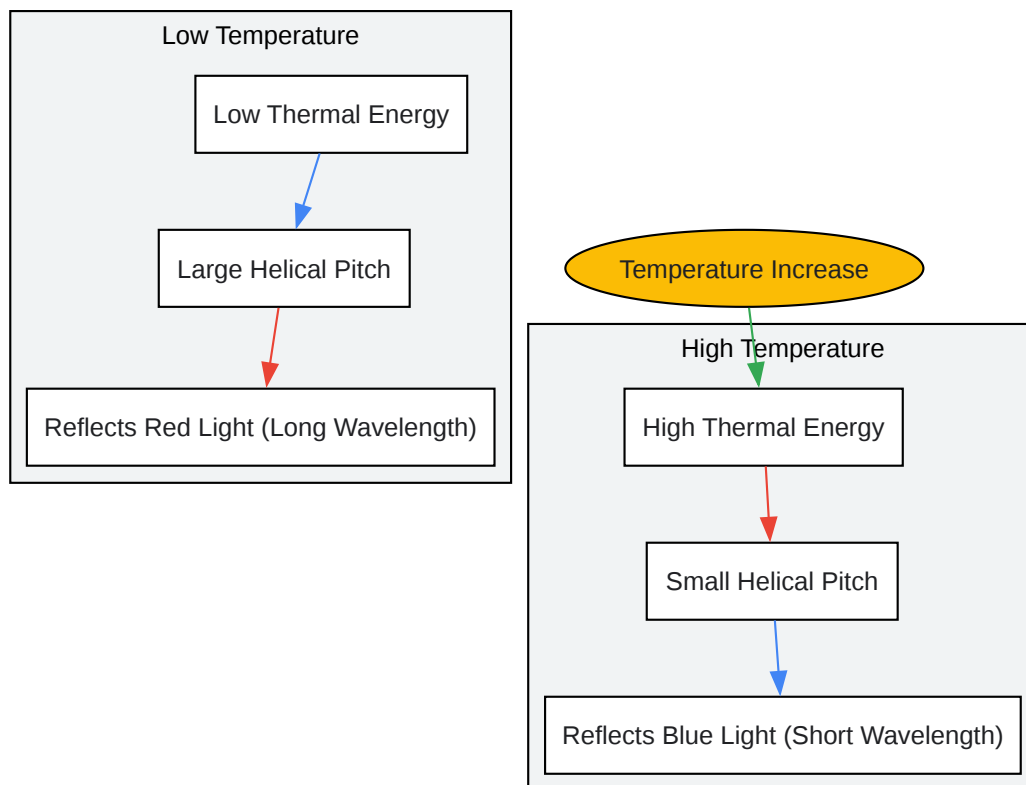 Low Temperature
Low Thermal Energy
Large Helical Pitch
Reflects Red Light (Long Wavelength)
Temperature Increase
High Temperature
High Thermal Energy
Small Helical Pitch
Reflects Blue Light (Short Wavelength)